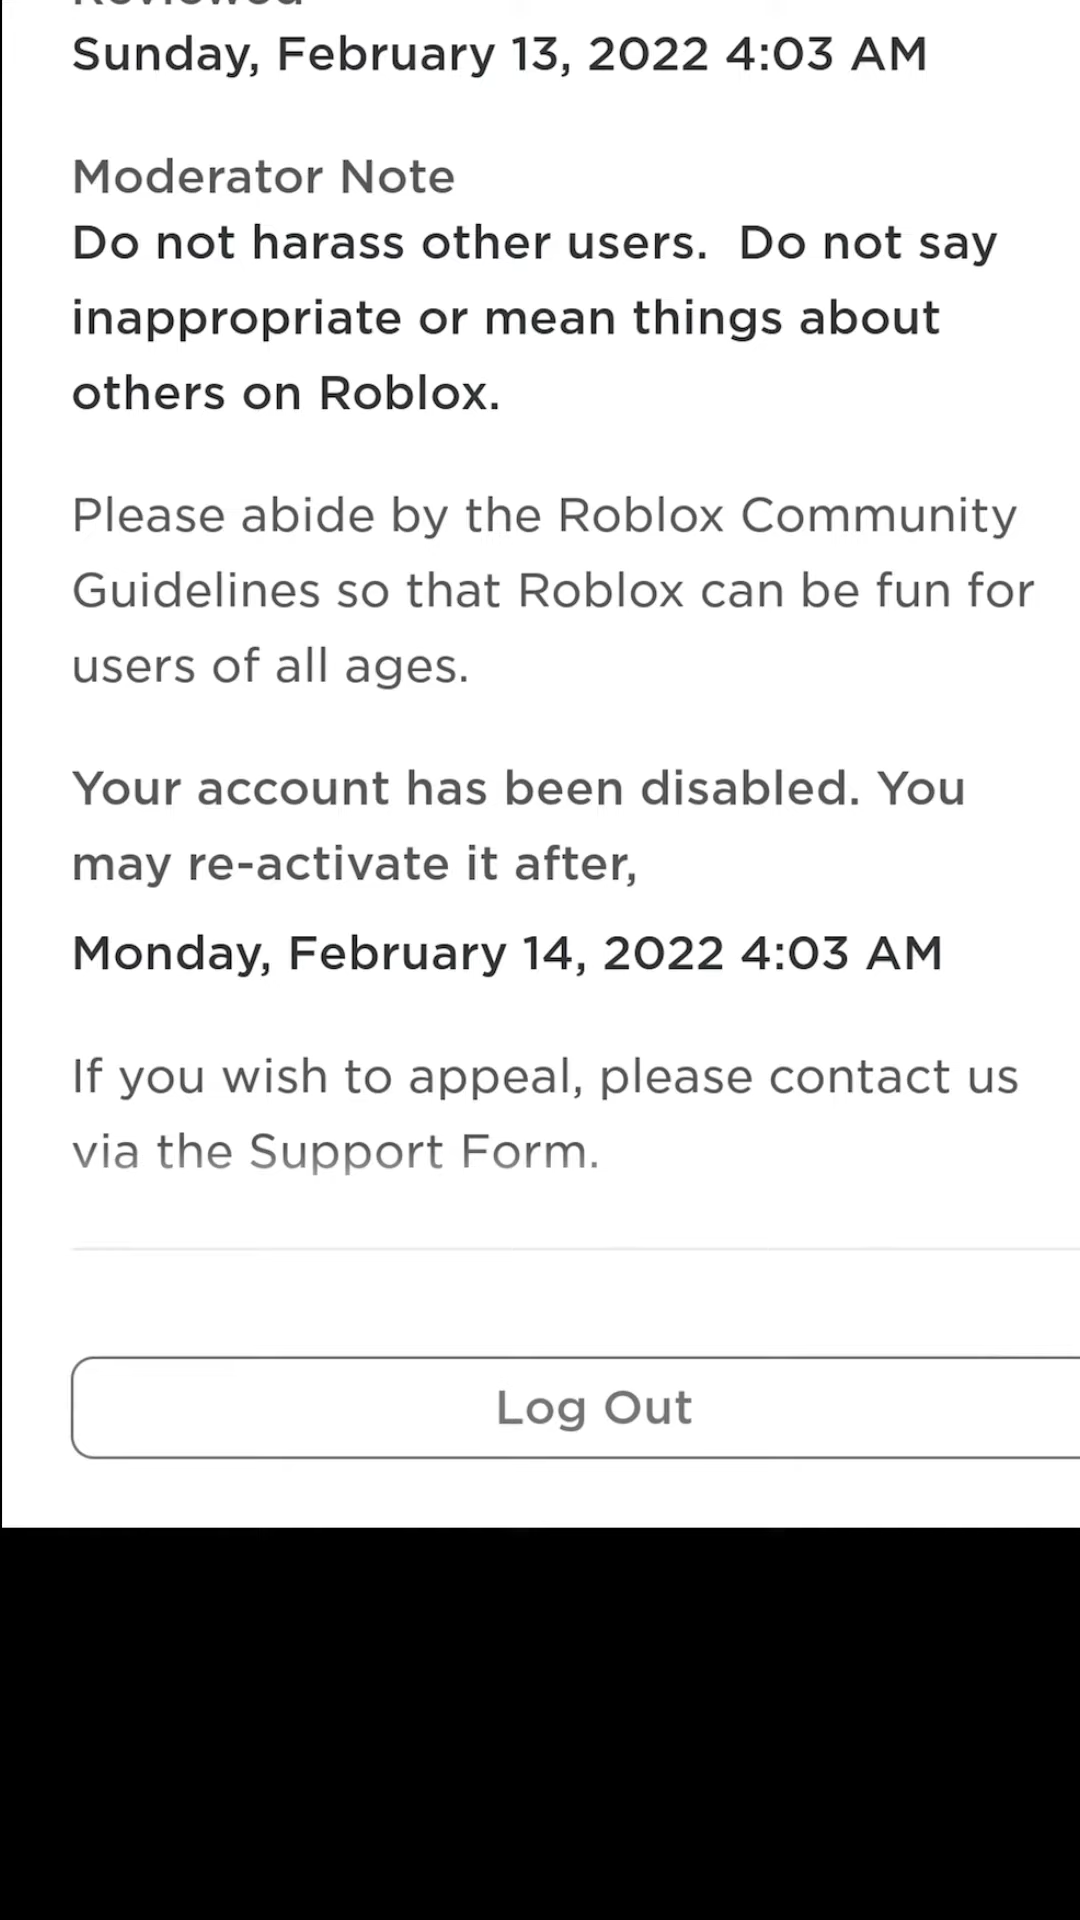 Reviewed
Sunday, February 13, 2022 4:03 AM
Moderator Note
Do not harass other users.  Do not say
inappropriate or mean things about
others on Roblox.
Please abide by the Roblox Community
Guidelines so that Roblox can be fun for
users of all ages.
Your account has been disabled. You
may re-activate it after,
Monday, February 14, 2022 4:03 AM
If you wish to appeal, please contact us
via the Support Form.
Log Out